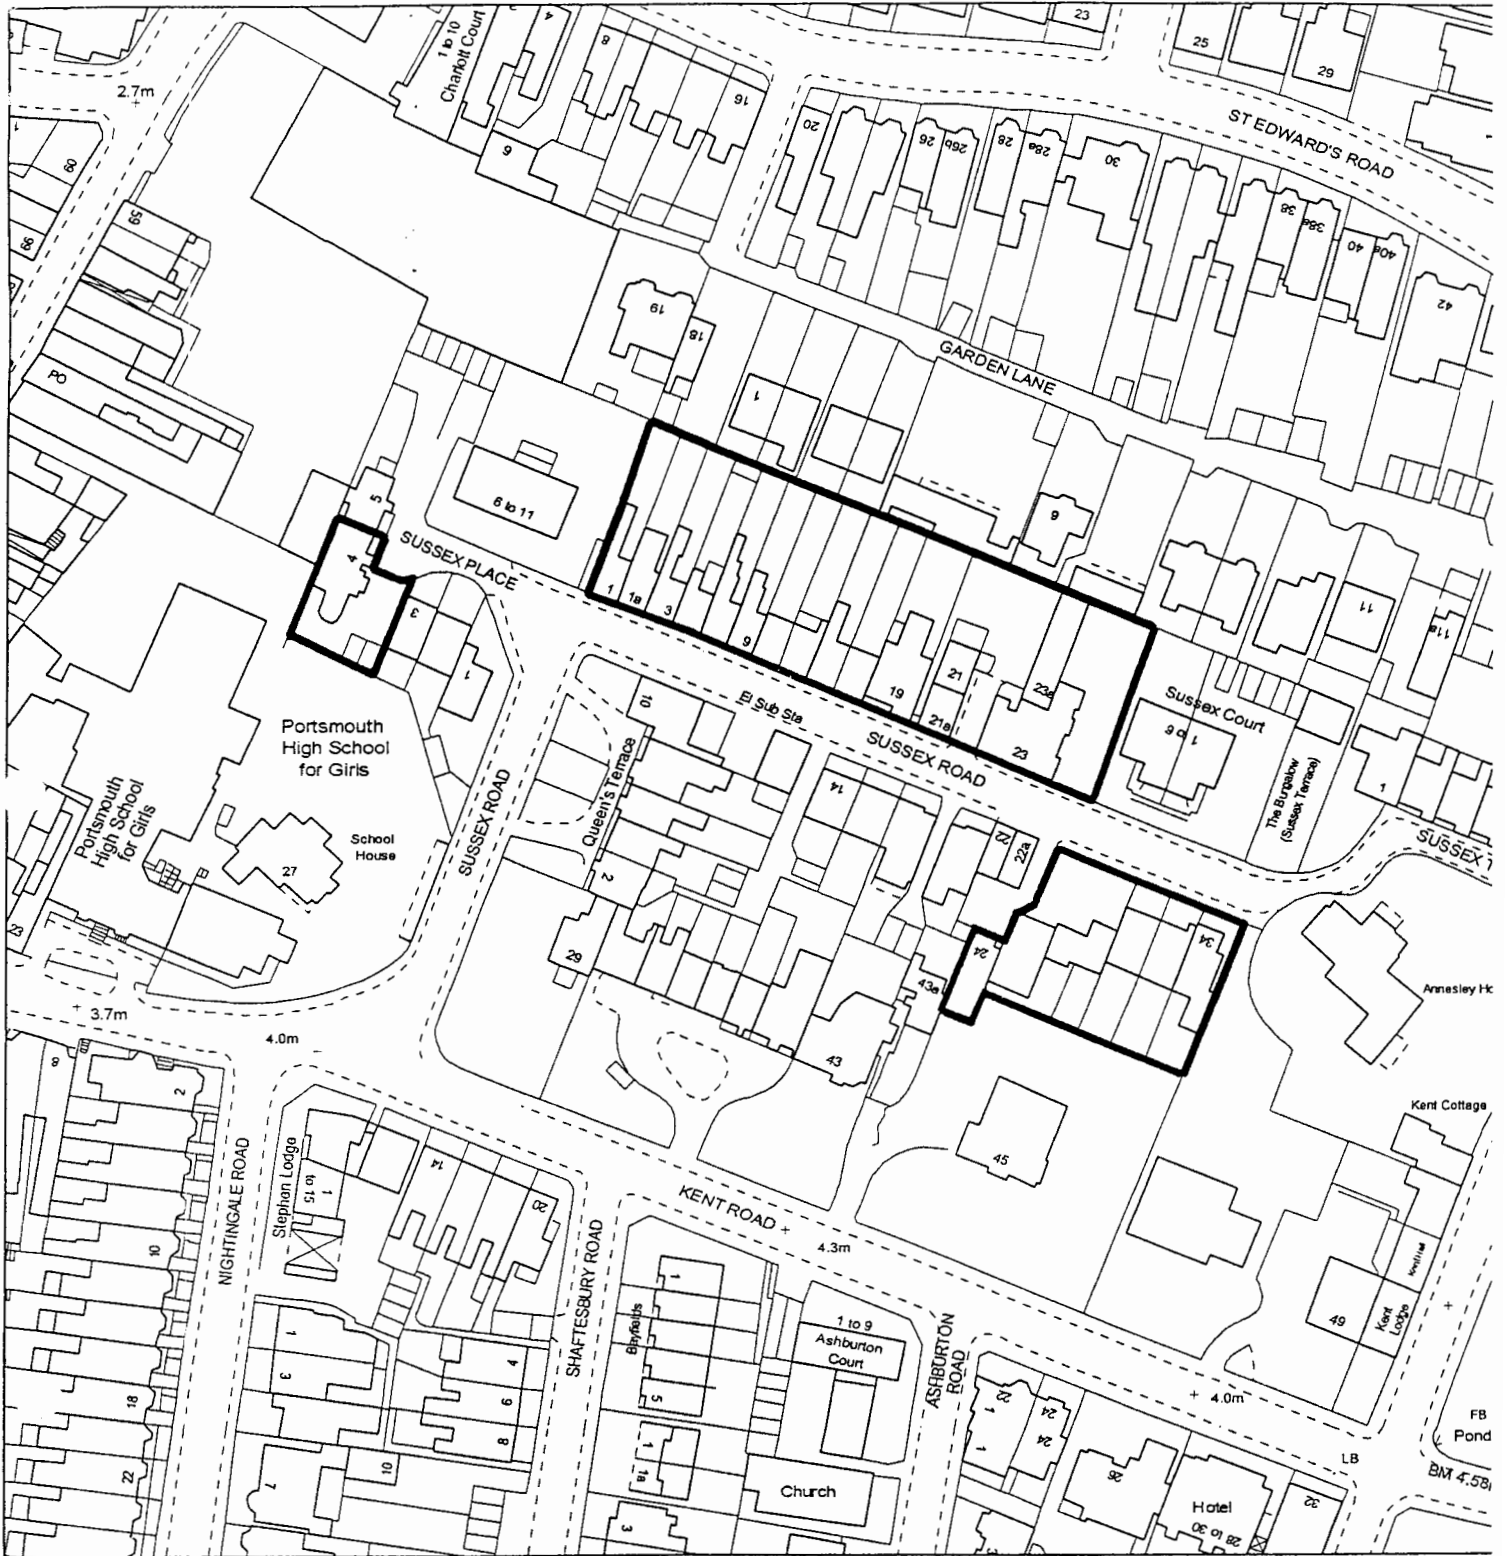 23
25
29
4
8
16
1 to 10
Charlott Court
2.7m
1
60
66
59
6
20
26
26b
28
28a
30
ST EDWARD'S ROAD
38
38a
40
40a
42
19
18
GARDEN LANE
PO
1
5
6 to 11
9
SUSSEX PLACE
4
3
1
1
1a
3
9
19
21
21a
23a
23
11
11a
Sussex Court
1 to 6
The Bungalow
(Sussex Terrace)
1
SUSSEX T
El Sub Sta
SUSSEX ROAD
10
Queen's Terrace
2
14
22
22a
Portsmouth
High School
for Girls
Portsmouth
High School
for Girls
School
House
27
SUSSEX ROAD
23
29
24
34
43a
43
Annesley Ho
3.7m
4.0m
8
2
Kent Cottage
45
Stephan Lodge
1
to 15
14
20
NIGHTINGALE ROAD
10
KENT ROAD
4.3m
SHAFTESBURY ROAD
1
Bayfields
5
1 to 9
Ashburton
Court
ASHBURTON
ROAD
49
Kent
Lodge
1
3
4
6
8
18
4.0m
22
1
1
24
24
FB
Pond
LB
BM 4.58
22
7
10
1
1a
3
Church
26
Hotel
28 to 30
32
3